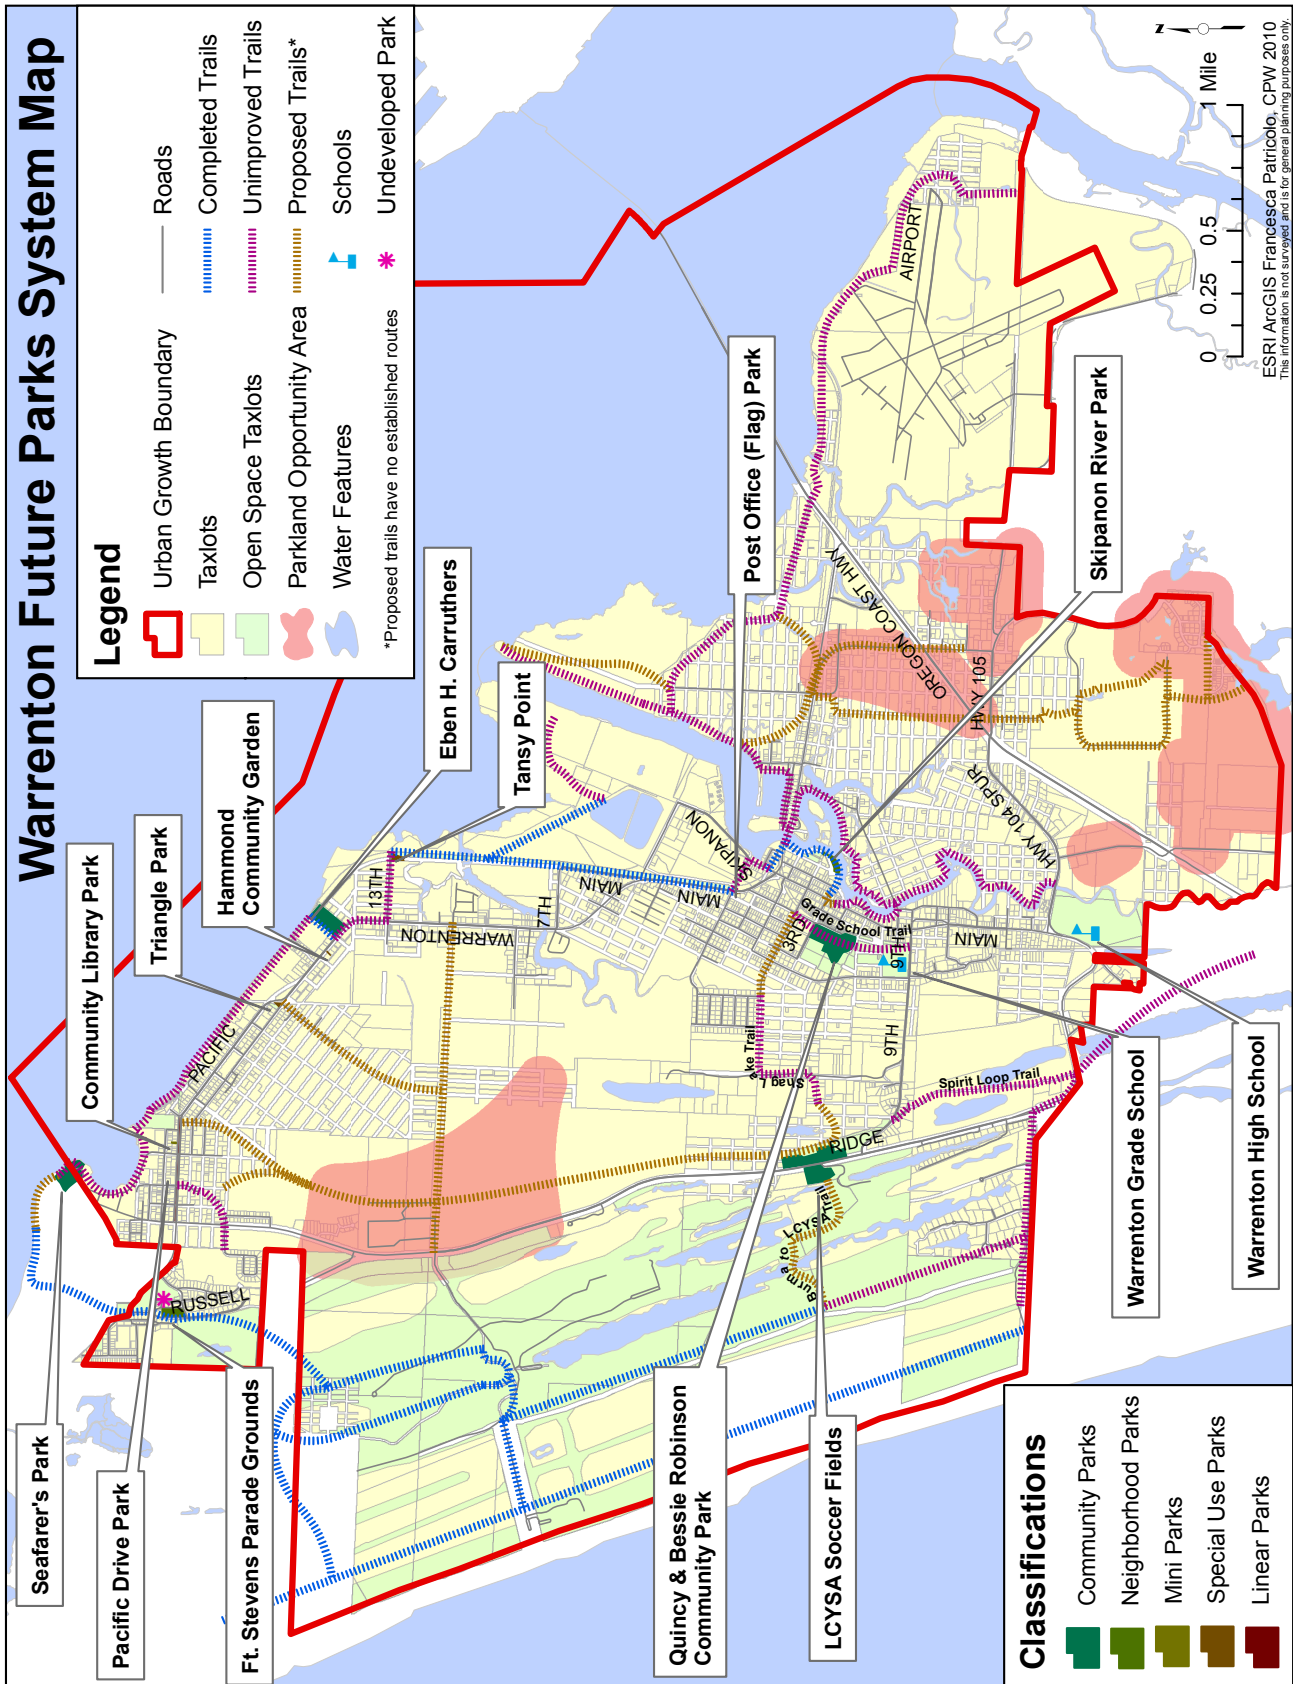 Warrenton Future Parks System Map
Legend
Urban Growth Boundary
Taxlots
Open Space Taxlots
Parkland Opportunity Area
Water Features
Roads
Completed Trails
Unimproved Trails
Proposed Trails*
Schools
Undeveloped Park
*Proposed trails have no established routes
Seafarer's Park
Community Library Park
Triangle Park
Hammond
Community Garden
Eben H. Carruthers
Tansy Point
Post Office (Flag) Park
Skipanon River Park
Pacific Drive Park
Ft. Stevens Parade Grounds
Quincy & Bessie Robinson
Community Park
LCYSA Soccer Fields
Warrenton Grade School
Warrenton High School
PACIFIC
RUSSELL
13TH
WARRENTON
7TH
MAIN
MAIN
SKIPANON
3RD
Grade School Trail
9TH
MAIN
9TH
RIDGE
Snag Lake Trail
Spirit Loop Trail
Burma to LCYSA Trail
AIRPORT
OREGON COAST HWY
HWY 105
HWY 104 SPUR
N
0 0.25 0.5 1 Mile
ESRI ArcGIS Francesca Patricolo, CPW 2010
This information is not surveyed and is for general planning purposes only.
Classifications
Community Parks
Neighborhood Parks
Mini Parks
Special Use Parks
Linear Parks